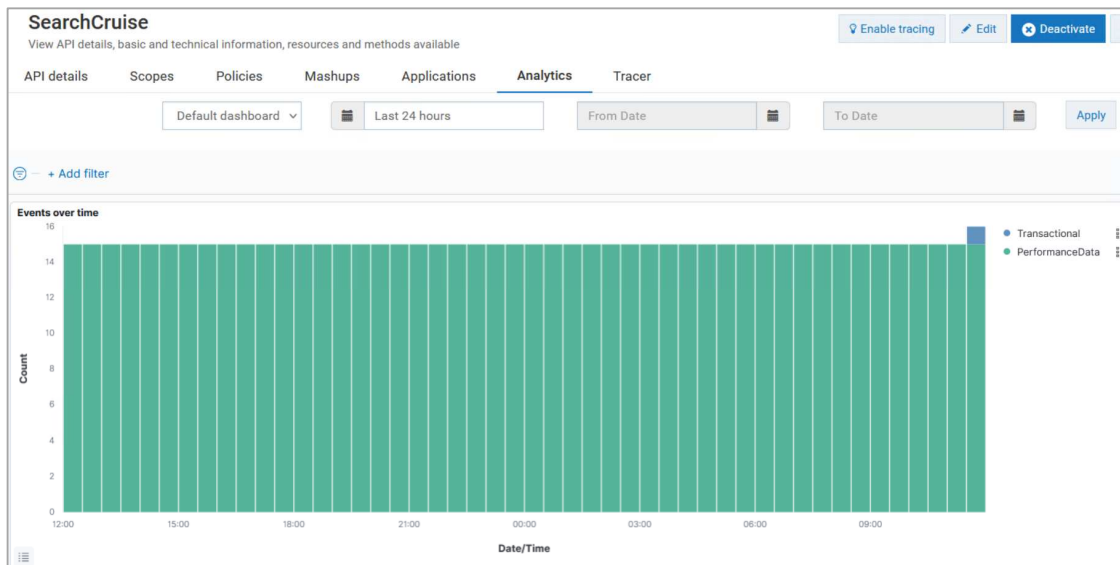 SearchCruise
View API details, basic and technical information, resources and methods available
Enable tracing
Edit
Deactivate
API details Scopes Policies Mashups Applications Analytics Tracer
Default dashboard Last 24 hours From Date To Date Apply
+ Add filter
Events over time
16
14
12
10
8
6
4
2
0
Count
12:00 15:00 18:00 21:00 00:00 03:00 06:00 09:00
Date/Time
Transactional
PerformanceData